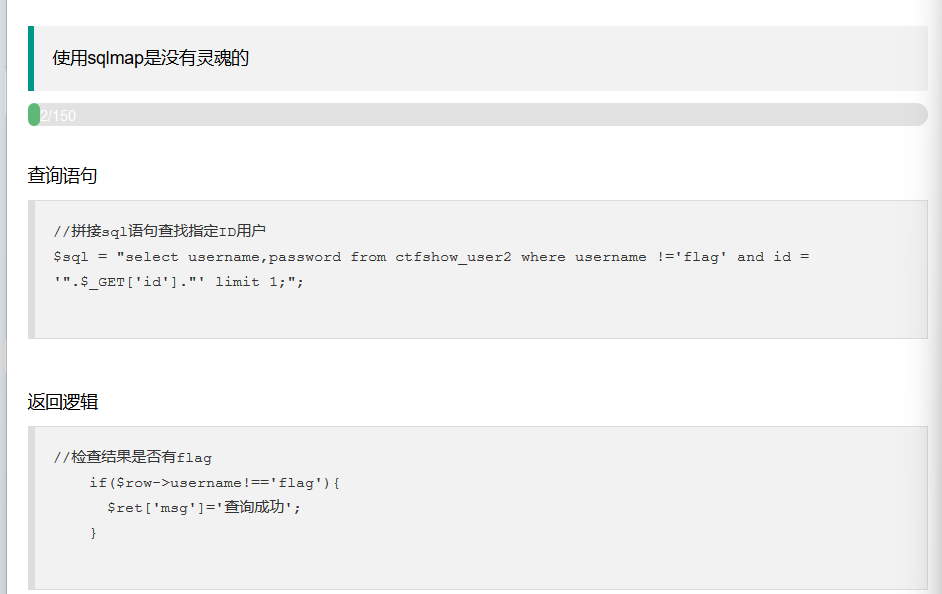 使用sqlmap是没有灵魂的
2/150
查询语句
//拼接sql语句查找指定ID用户
$sql = "select username,password from ctfshow_user2 where username !='flag' and id =
'".$_GET['id']."' limit 1;";
返回逻辑
//检查结果是否有flag
if($row->username!=='flag'){
$ret['msg']='查询成功';
}